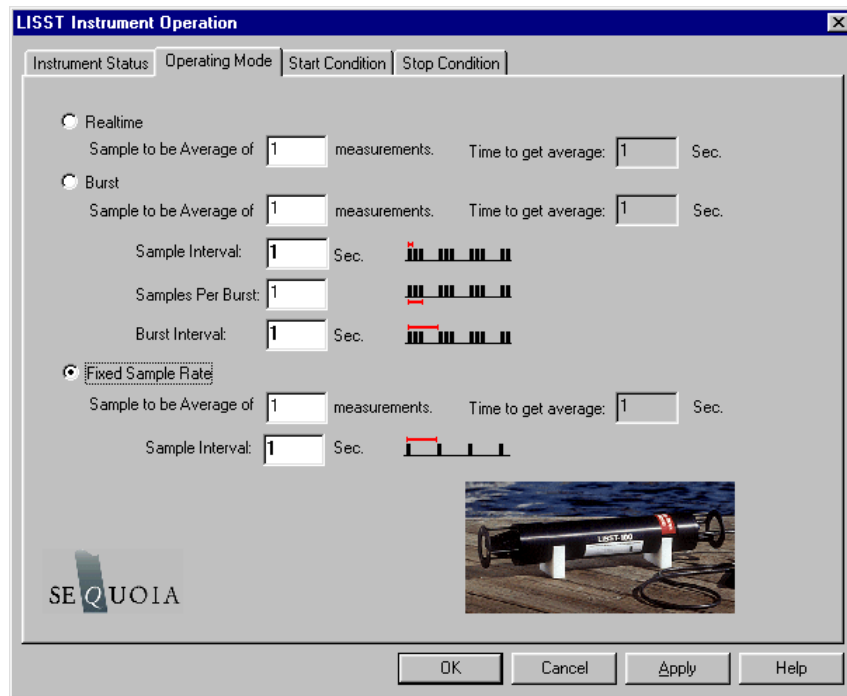 LISST Instrument Operation
Instrument Status Operating Mode Start Condition Stop Condition
Realtime
Sample to be Average of 1 measurements. Time to get average: 1 Sec.
Burst
Sample to be Average of 1 measurements. Time to get average: 1 Sec.
Sample Interval: 1 Sec.
Samples Per Burst: 1
Burst Interval: 1 Sec.
Fixed Sample Rate
Sample to be Average of 1 measurements. Time to get average: 1 Sec.
Sample Interval: 1 Sec.
LISST-100
SEQUOIA
OK Cancel Apply Help